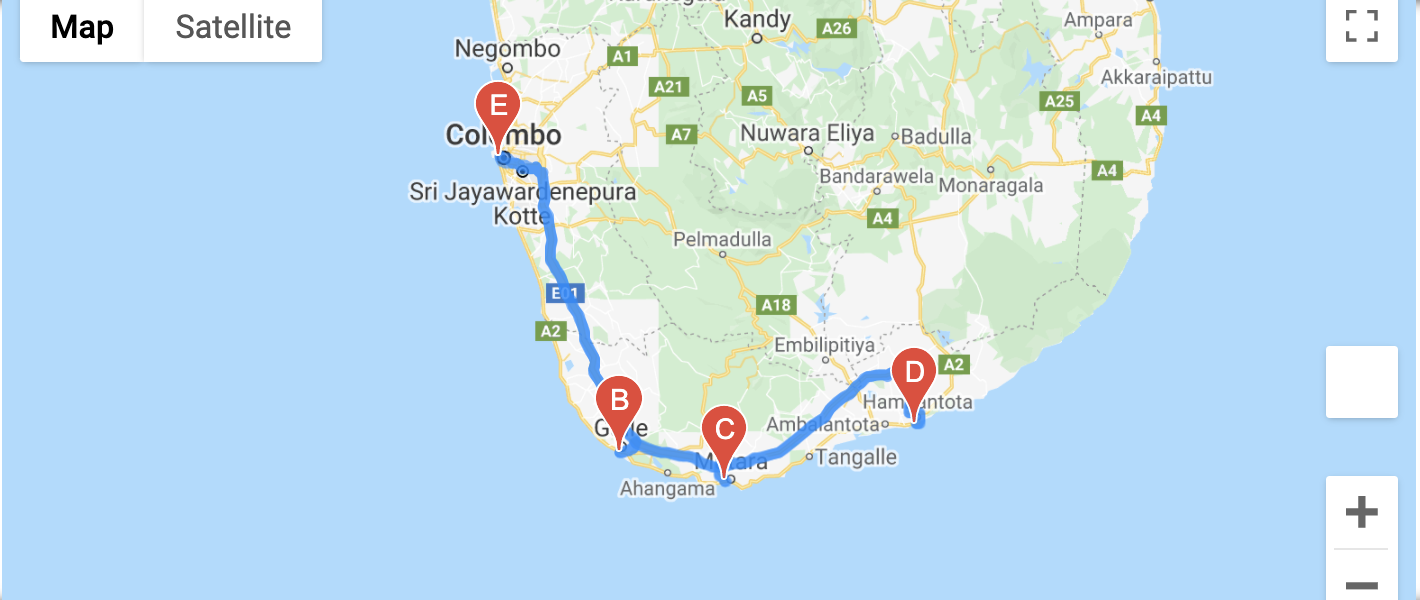 Map
Satellite
Kandy
A26
Ampara
Negombo
A1
Akkaraipattu
A21
A5
A25
A4
E
Colombo
A7
Nuwara Eliya
Badulla
Bandarawela
Monaragala
A4
Sri Jayawardenepura
Kotte
A4
Pelmadulla
E01
A18
A2
Embilipitiya
D
A2
B
Hambantota
Galle
C
Ambalantota
Matara
Tangalle
Ahangama
+
−